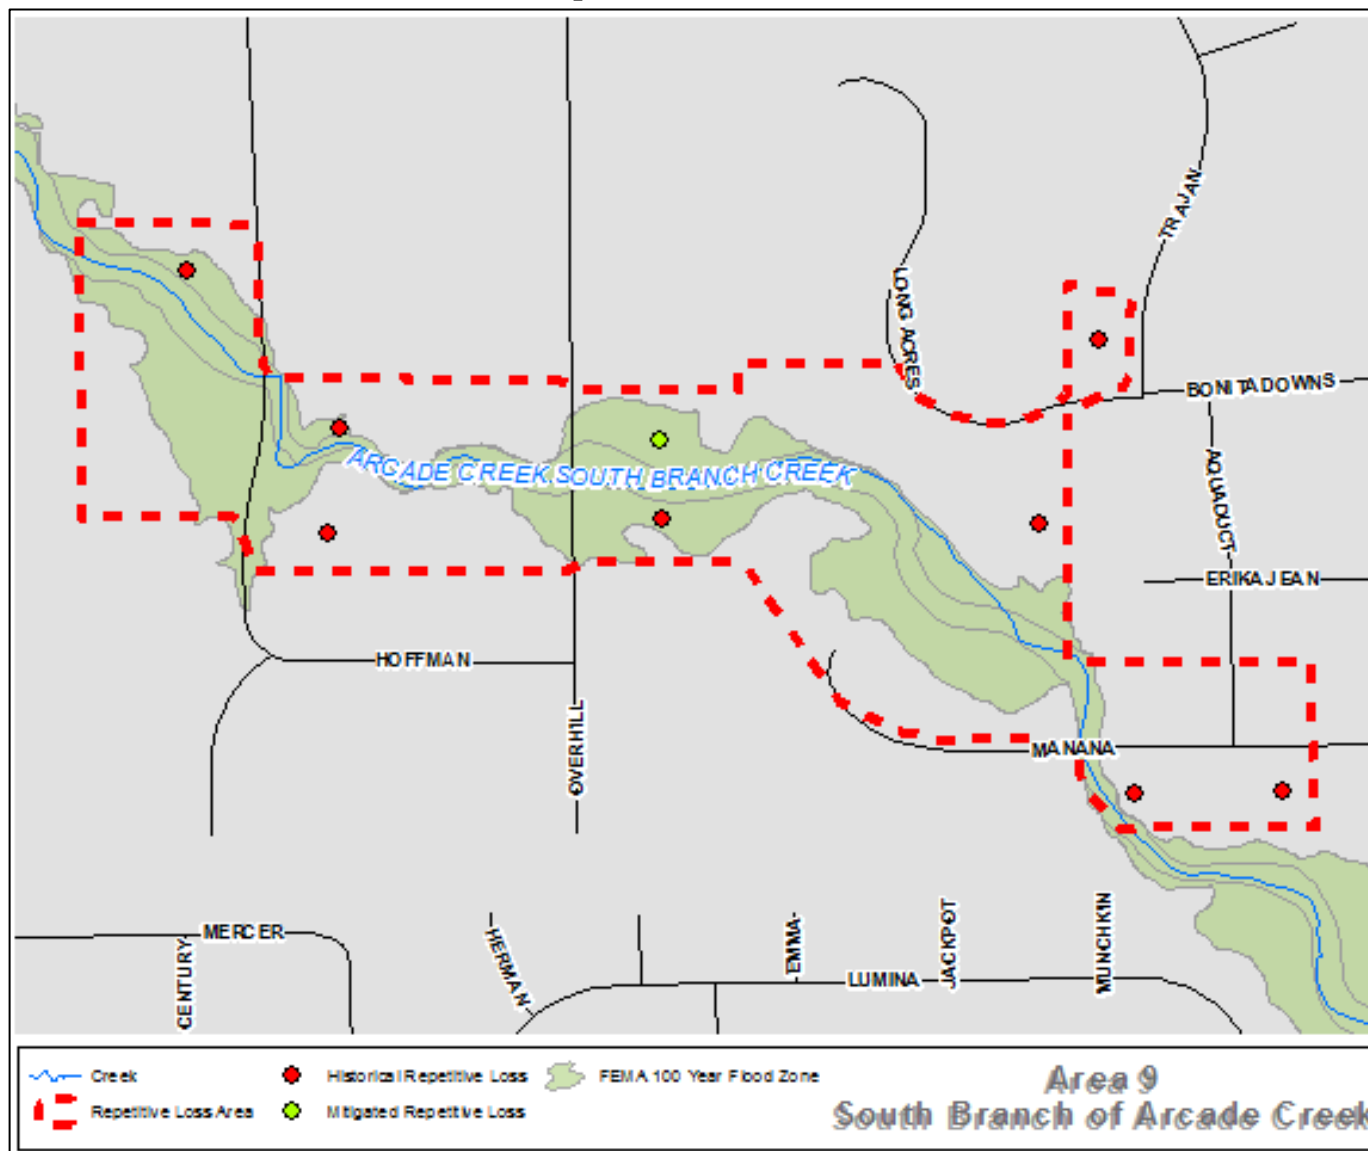 TRAJAN
LONG ACRES
BONITA DOWNS
AQUADUCT
ARCADE CREEK SOUTH BRANCH CREEK
ERIKA JEAN
HOFFMAN
OVERHILL
MANANA
MERCER
CENTURY
HERMAN
EMMA
LUMINA
JACKPOT
MUNCHKIN
Creek
Historical Repetitive Loss
FEMA 100 Year Flood Zone
Repetitive Loss Area
Mitigated Repetitive Loss
Area 9
South Branch of Arcade Creek